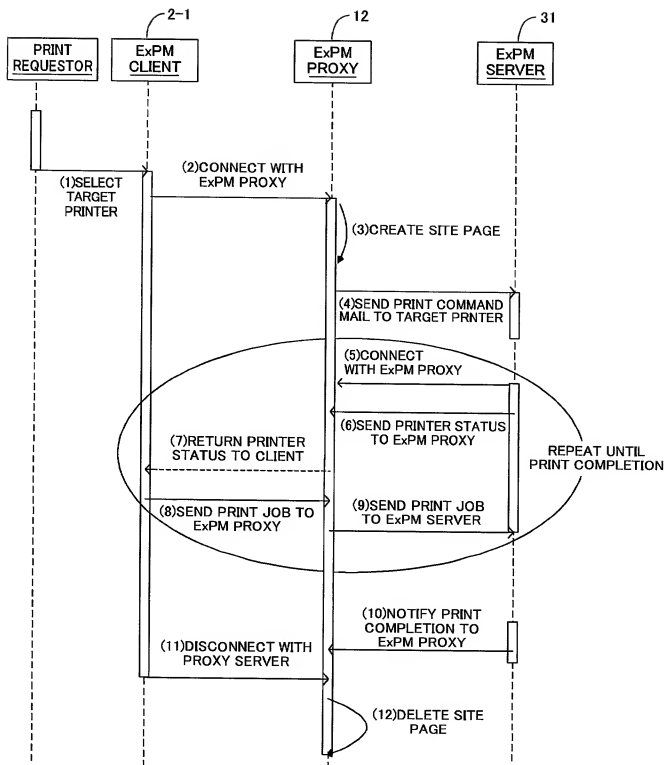 2-1
12
31
PRINT
REQUESTOR
ExPM
CLIENT
ExPM
PROXY
ExPM
SERVER
(1)SELECT
TARGET
PRINTER
(2)CONNECT WITH
ExPM PROXY
(3)CREATE SITE PAGE
(4)SEND PRINT COMMAND
MAIL TO TARGET PRNTER
(5)CONNECT
WITH ExPM PROXY
(6)SEND PRINTER STATUS
TO ExPM PROXY
(7)RETURN PRINTER
STATUS TO CLIENT
REPEAT UNTIL
PRINT COMPLETION
(8)SEND PRINT JOB TO
ExPM PROXY
(9)SEND PRINT JOB
TO ExPM SERVER
(10)NOTIFY PRINT
COMPLETION TO
ExPM PROXY
(11)DISCONNECT WITH
PROXY SERVER
(12)DELETE SITE
PAGE